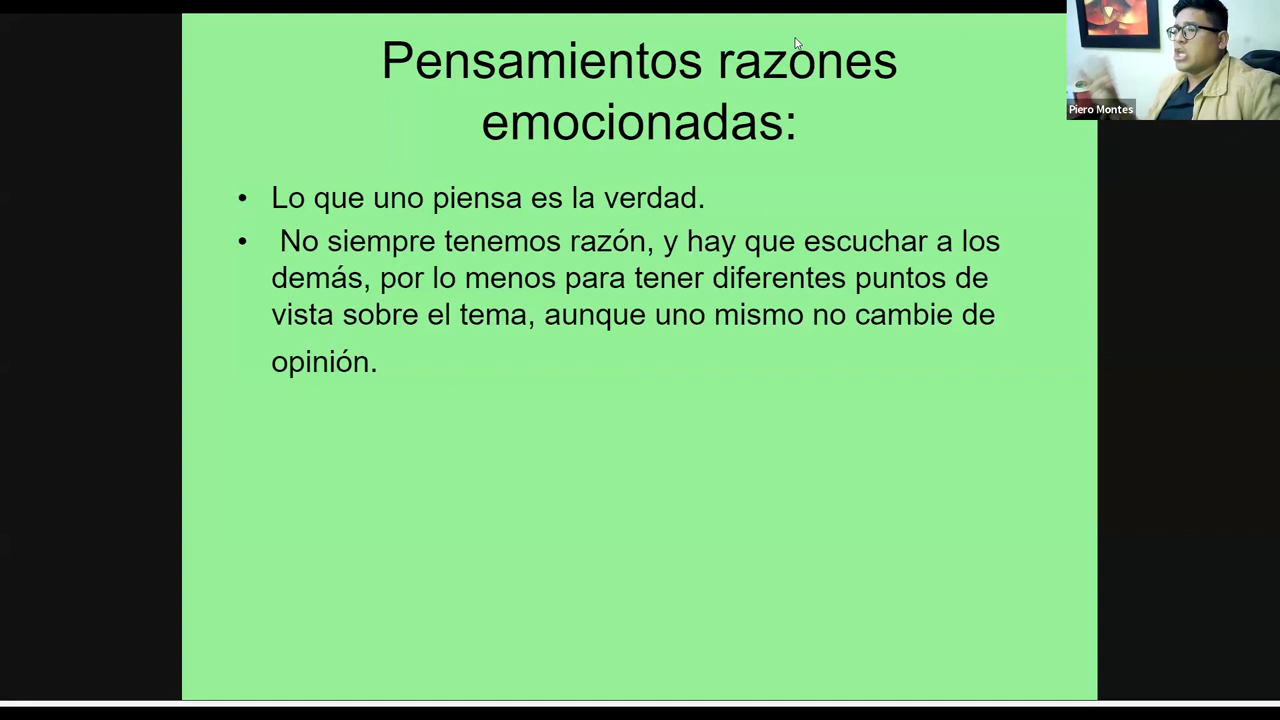 Pensamientos razones
emocionadas:
• Lo que uno piensa es la verdad.
• No siempre tenemos razón, y hay que escuchar a los
demás, por lo menos para tener diferentes puntos de
vista sobre el tema, aunque uno mismo no cambie de
opinión.
Piero Montes